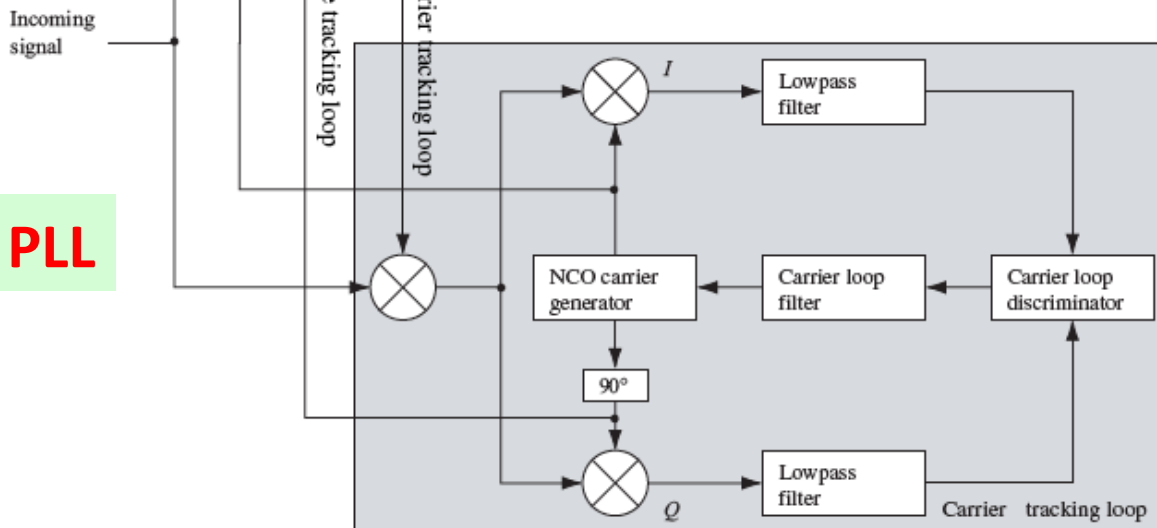 Incoming
signal
e tracking loop
rier tracking loop
I
Lowpass
filter
PLL
NCO carrier
generator
Carrier loop
filter
Carrier loop
discriminator
90°
Lowpass
filter
Q
Carrier tracking loop